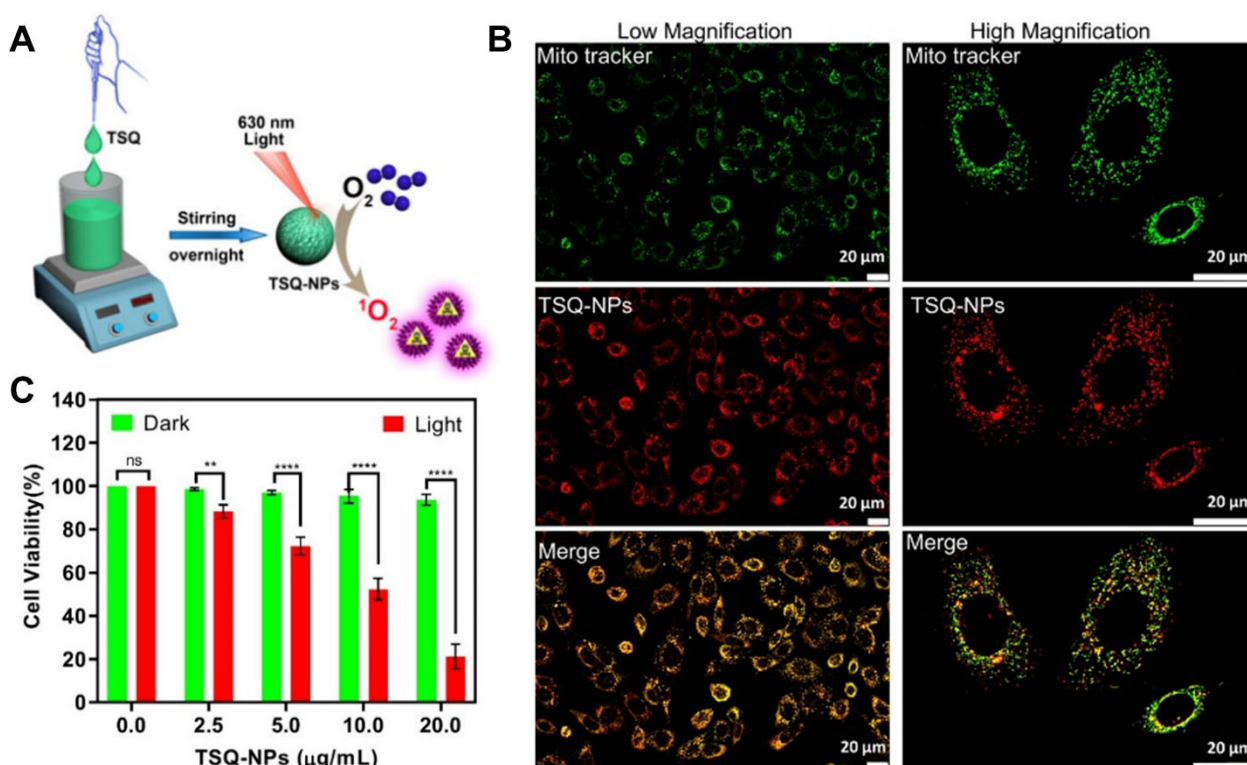 A
TSQ
630 nm
Light
O2
Stirring
overnight
TSQ-NPs
¹O2
B
Low Magnification
High Magnification
Mito tracker
Mito tracker
20 µm
20 µm
TSQ-NPs
TSQ-NPs
20 µm
20 µm
Merge
Merge
20 µm
20 µm
C
140
120
100
80
60
40
20
0
Cell Viability(%)
Dark
Light
ns
**
****
****
****
0.0
2.5
5.0
10.0
20.0
TSQ-NPs (µg/mL)